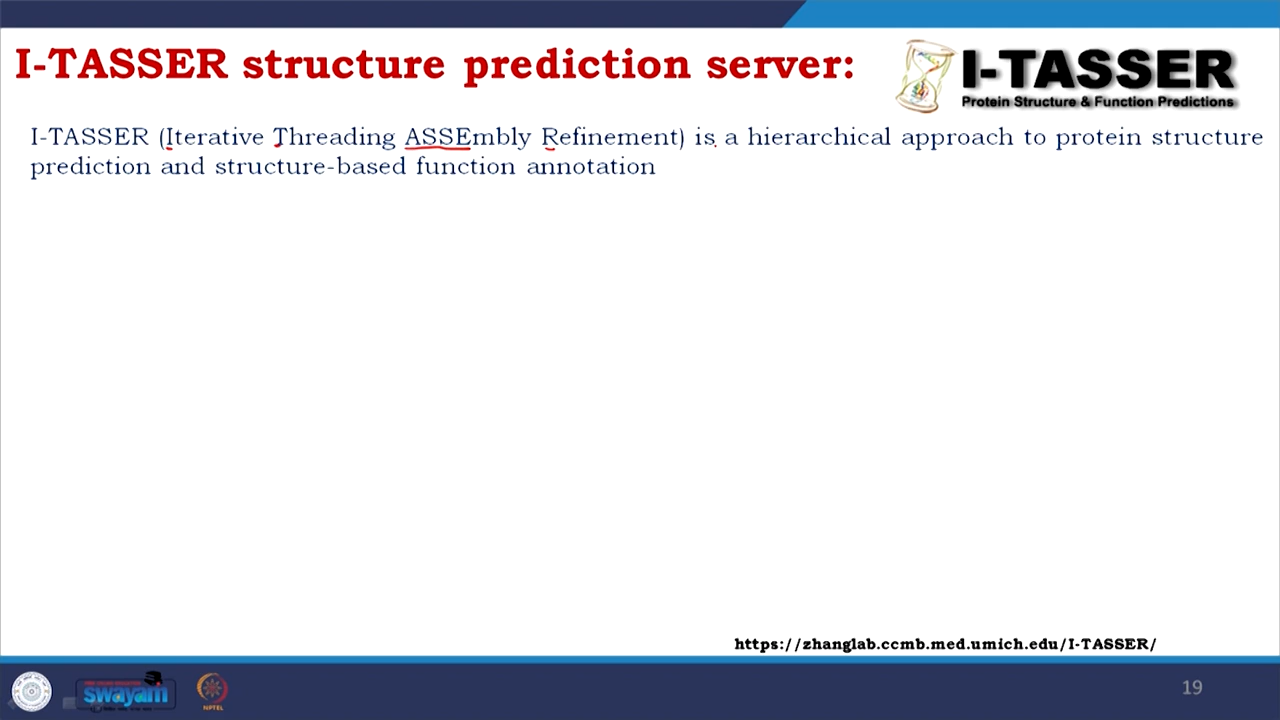 I-TASSER structure prediction server:
I-TASSER
Protein Structure & Function Predictions
I-TASSER (Iterative Threading ASSEmbly Refinement) is a hierarchical approach to protein structure
prediction and structure-based function annotation
https://zhanglab.ccmb.med.umich.edu/I-TASSER/
swayam
NPTEL
19